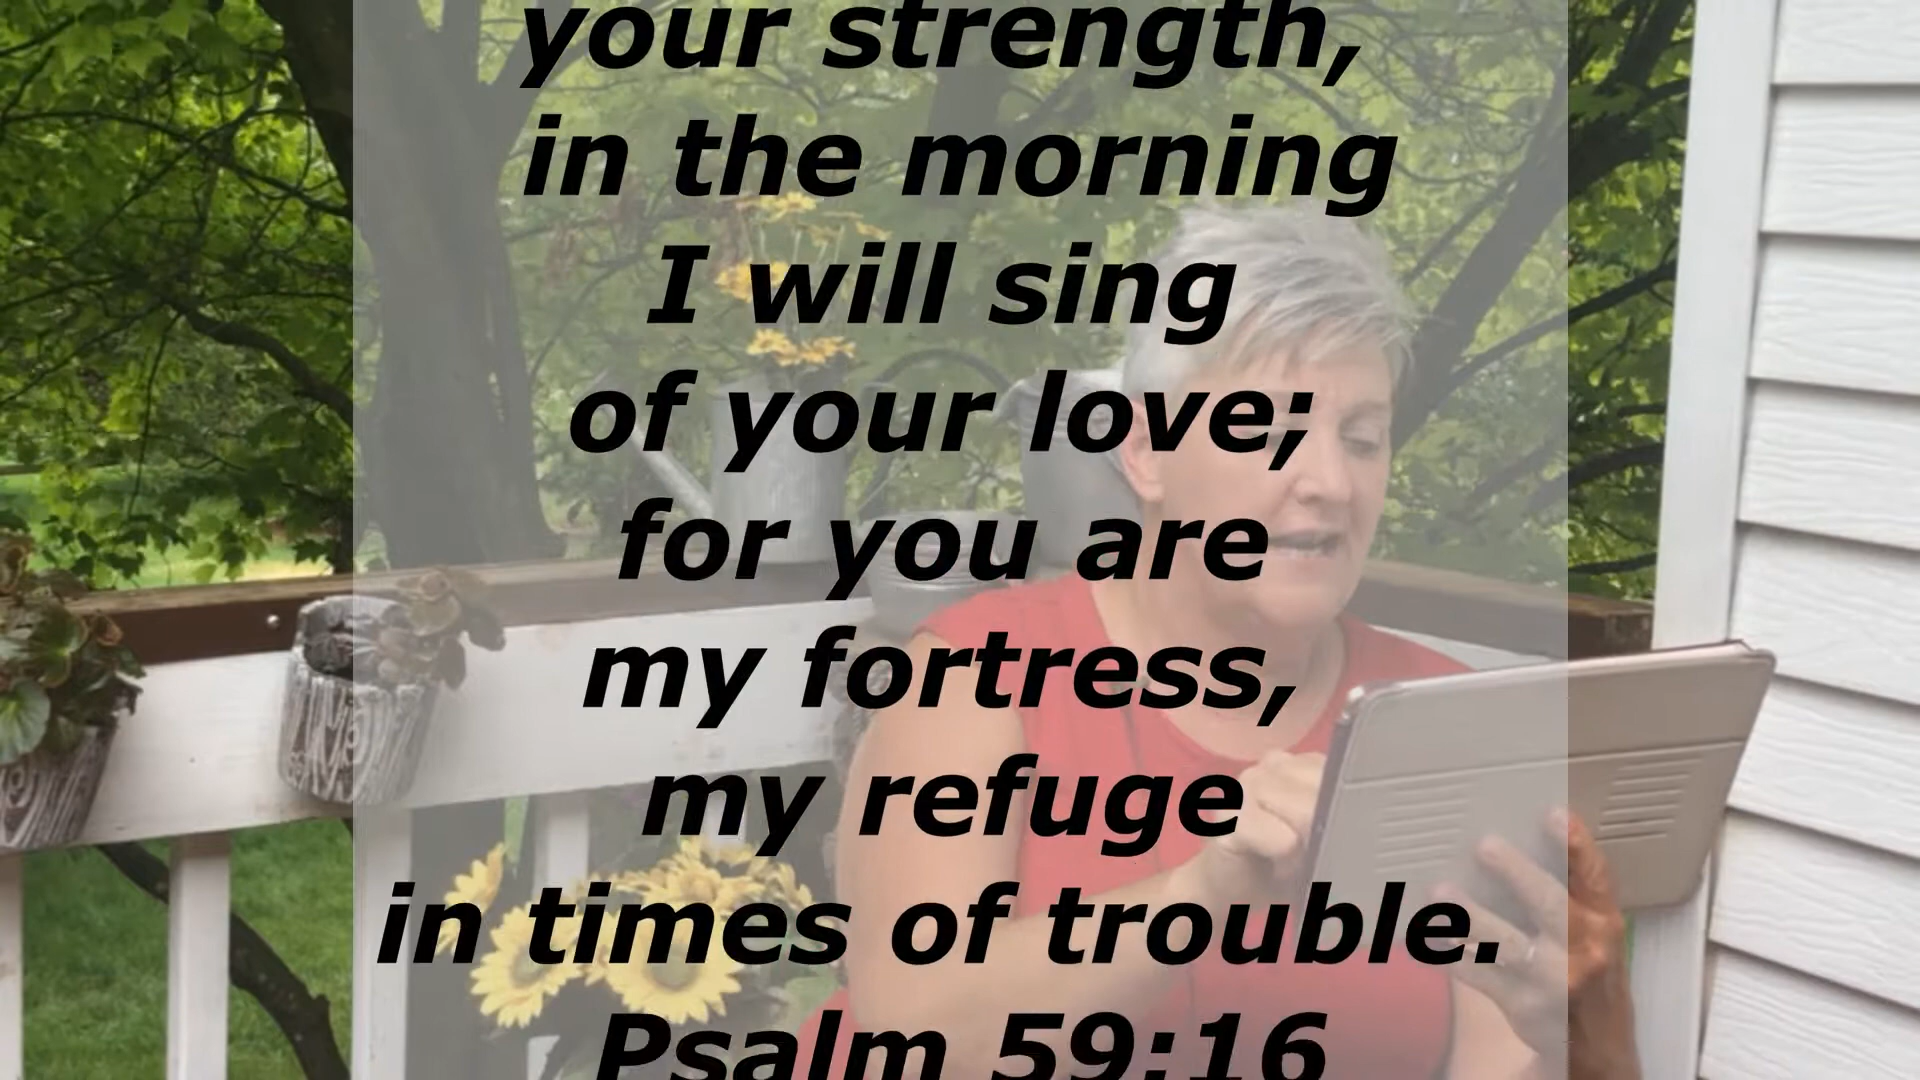 your strength,
in the morning
I will sing
of your love;
for you are
my fortress,
my refuge
in times of trouble.
Psalm 59:16